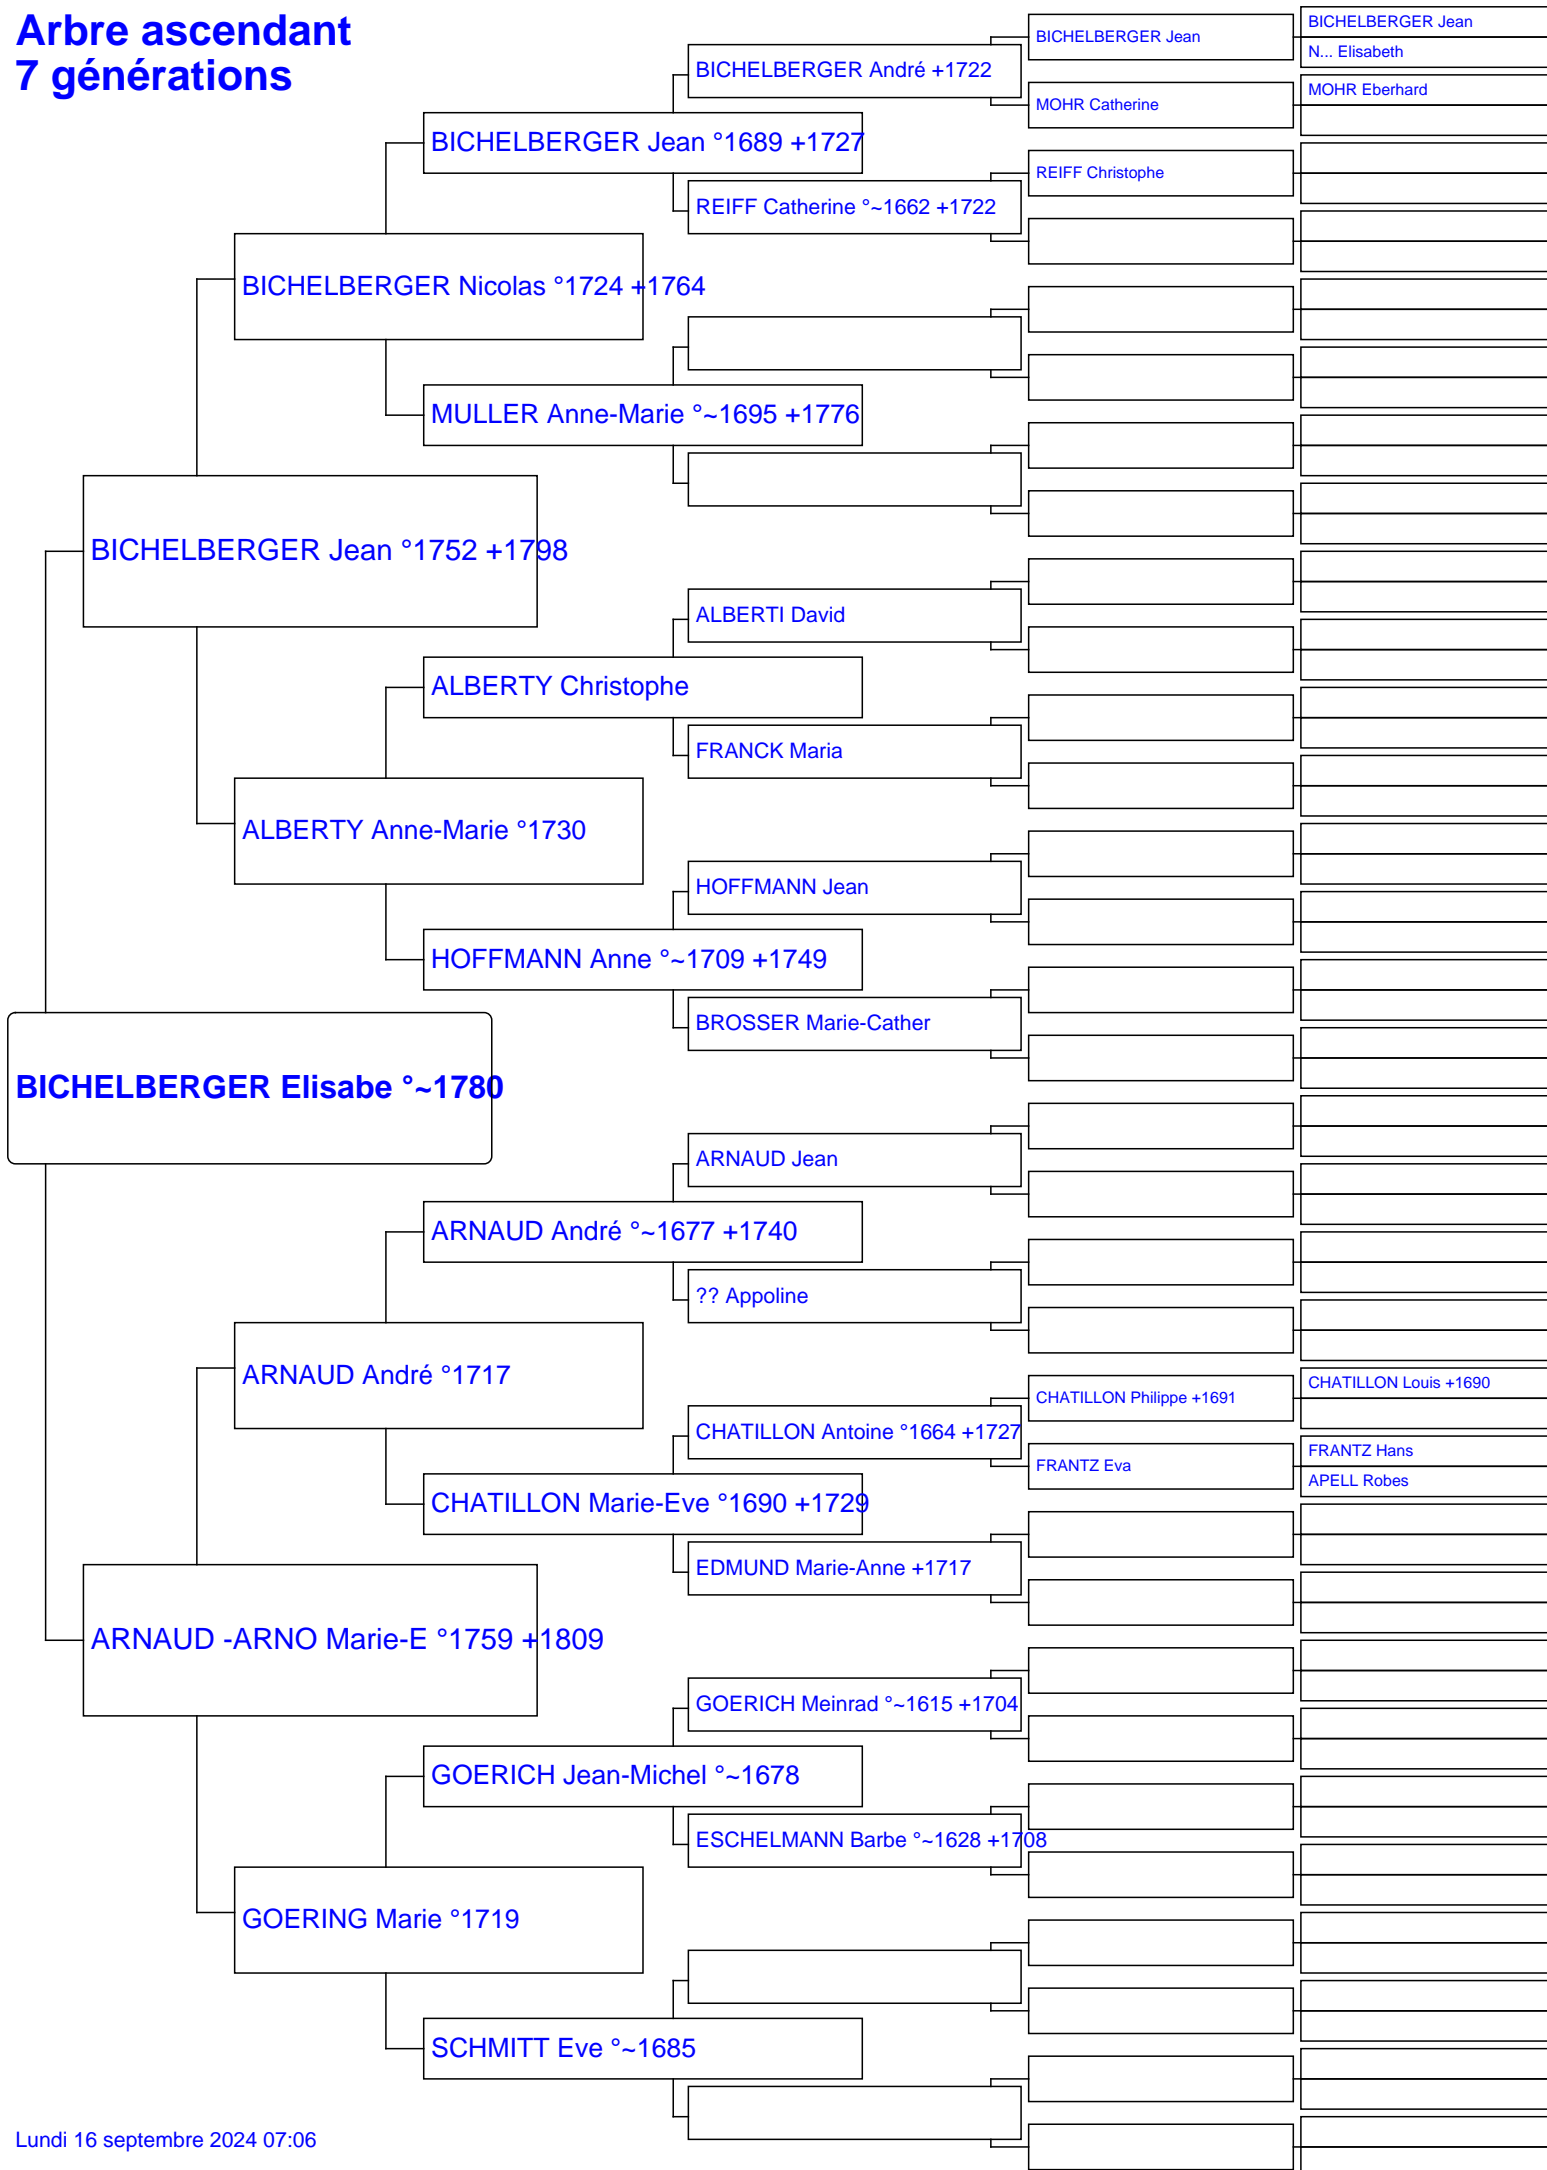 Arbre ascendant
7 générations
BICHELBERGER Jean
N... Elisabeth
BICHELBERGER Jean
BICHELBERGER André +1722
MOHR Eberhard
MOHR Catherine
BICHELBERGER Jean °1689 +1727
REIFF Christophe
REIFF Catherine °~1662 +1722
BICHELBERGER Nicolas °1724 +1764
MULLER Anne-Marie °~1695 +1776
BICHELBERGER Jean °1752 +1798
ALBERTI David
ALBERTY Christophe
FRANCK Maria
ALBERTY Anne-Marie °1730
HOFFMANN Jean
HOFFMANN Anne °~1709 +1749
BROSSER Marie-Cather
BICHELBERGER Elisabe °~1780
ARNAUD Jean
ARNAUD André °~1677 +1740
?? Appoline
ARNAUD André °1717
CHATILLON Louis +1690
CHATILLON Philippe +1691
CHATILLON Antoine °1664 +1727
FRANTZ Hans
FRANTZ Eva
APELL Robes
CHATILLON Marie-Eve °1690 +1729
EDMUND Marie-Anne +1717
ARNAUD -ARNO Marie-E °1759 +1809
GOERICH Meinrad °~1615 +1704
GOERICH Jean-Michel °~1678
ESCHELMANN Barbe °~1628 +1708
GOERING Marie °1719
SCHMITT Eve °~1685
Lundi 16 septembre 2024 07:06